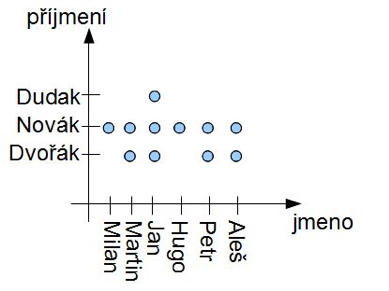 příjmení
Dudak
Novák
Dvořák
jmeno
Milan
Martin
Jan
Hugo
Petr
Aleš